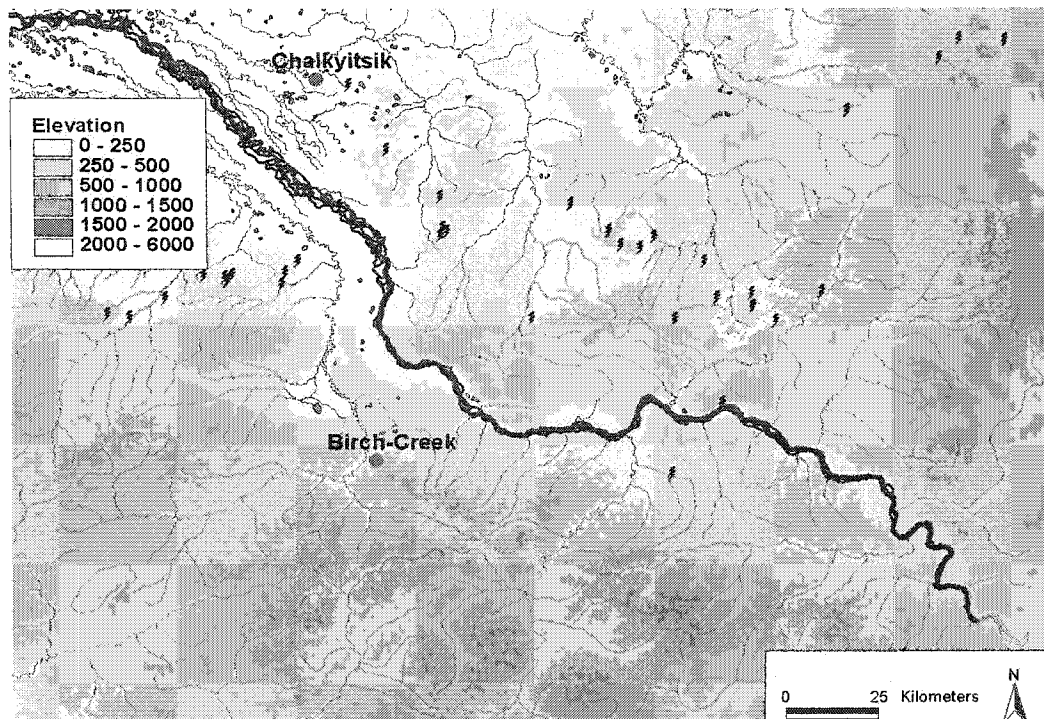 Chalkyitsik
Elevation
0 - 250
250 - 500
500 - 1000
1000 - 1500
1500 - 2000
2000 - 6000
Birch-Creek
N
0 25 Kilometers